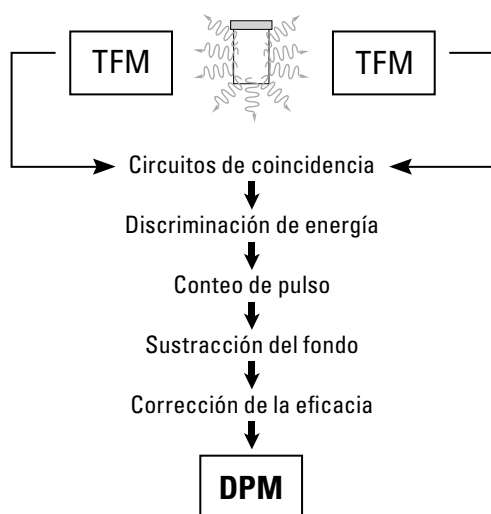 TFM
TFM
Circuitos de coincidencia
Discriminación de energía
Conteo de pulso
Sustracción del fondo
Corrección de la eficacia
DPM